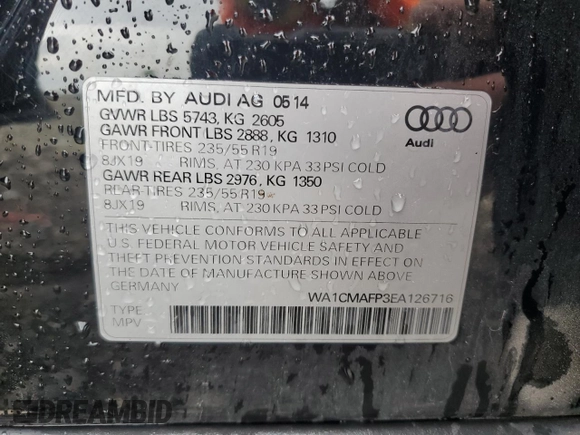 MFD. BY AUDI AG 05 14
GVWR LBS 5743, KG 2605
GAWR FRONT LBS 2888, KG 1310
FRONT-TIRES 235/55 R19
8JX19 RIMS, AT 230 KPA 33 PSI COLD
GAWR REAR LBS 2976, KG 1350
REAR-TIRES 235/55 R19
8JX19 RIMS, AT 230 KPA 33 PSI COLD
Audi
THIS VEHICLE CONFORMS TO ALL APPLICABLE
U.S. FEDERAL MOTOR VEHICLE SAFETY AND
THEFT PREVENTION STANDARDS IN EFFECT ON
THE DATE OF MANUFACTURE SHOWN ABOVE.
GERMANY
WA1CMAFP3EA126716
TYPE
MPV
DREAMBID